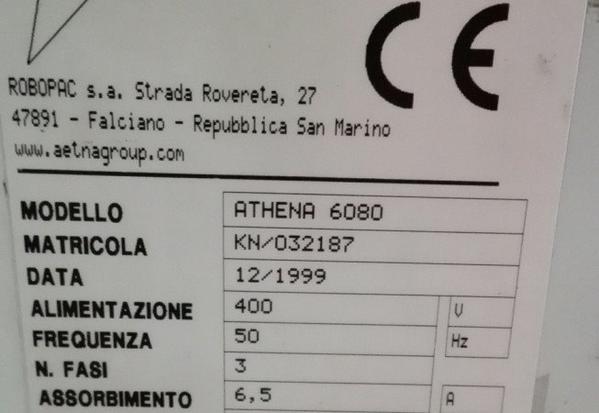 CE
ROBOPAC s.a. Strada Rovereta, 27
47891 - Falciano - Repubblica San Marino
www.aetnagroup.com
MODELLO ATHENA 6080
MATRICOLA KN/032187
DATA 12/1999
ALIMENTAZIONE 400 V
FREQUENZA 50 Hz
N. FASI 3
ASSORBIMENTO 6,5 A